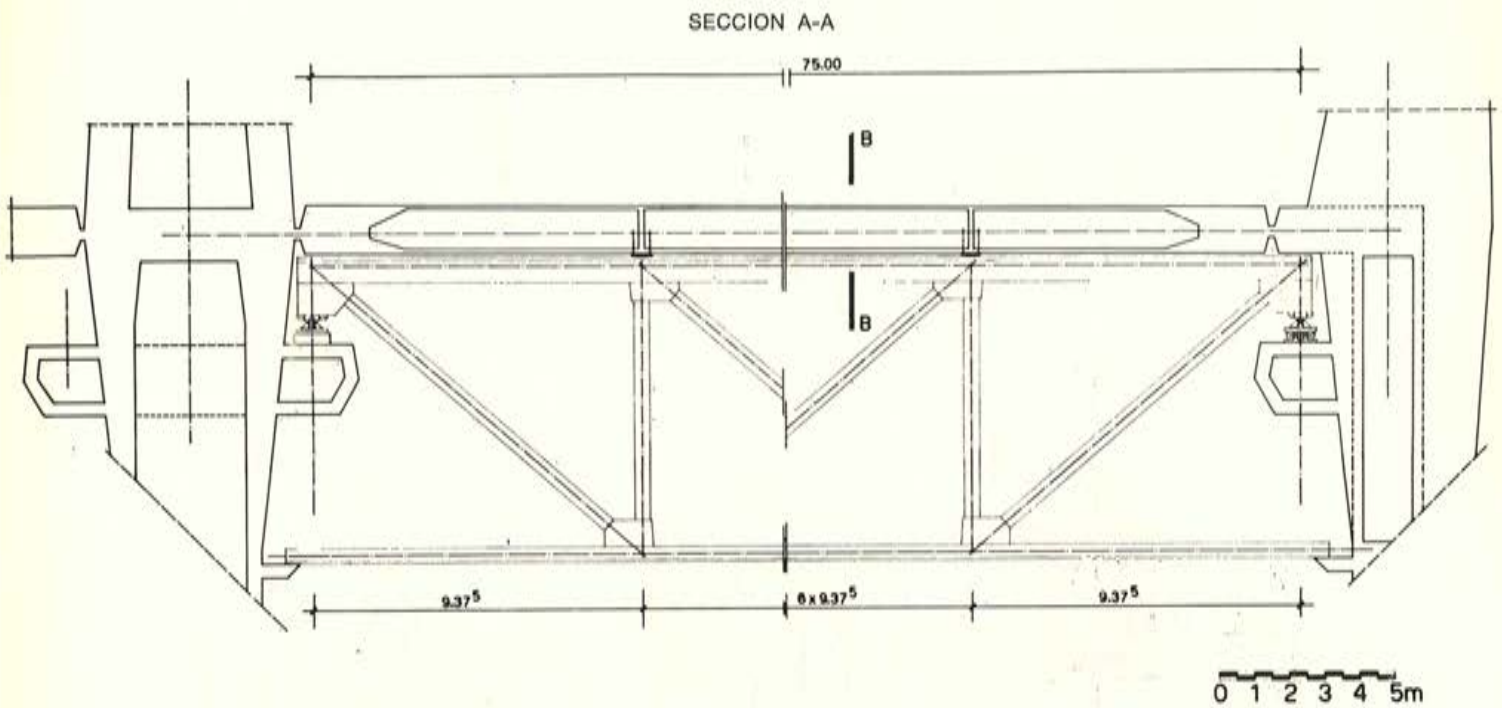 SECCION A-A
75.00
B
B
9.37⁵
6 x 9.37⁵
9.37⁵
0 1 2 3 4 5m